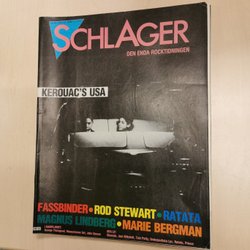 SCHLAGER
DEN ENDA ROCKTIDNINGEN
KEROUAC'S USA
FASSBINDER • ROD STEWART • RATATA
MAGNUS LINDBERG • MARIE BERGMAN